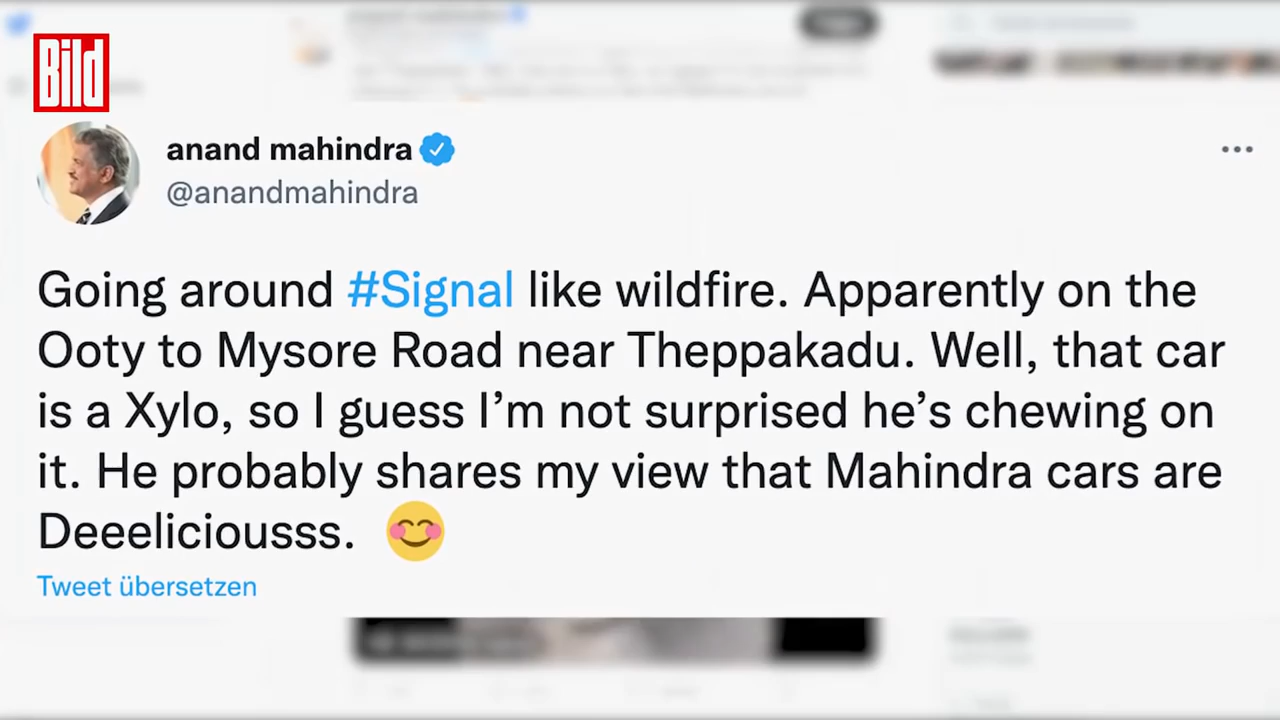 Bild
anand mahindra
@anandmahindra
Going around #Signal like wildfire. Apparently on the
Ooty to Mysore Road near Theppakadu. Well, that car
is a Xylo, so I guess I’m not surprised he’s chewing on
it. He probably shares my view that Mahindra cars are
Deeeliciousss. 😊
Tweet übersetzen